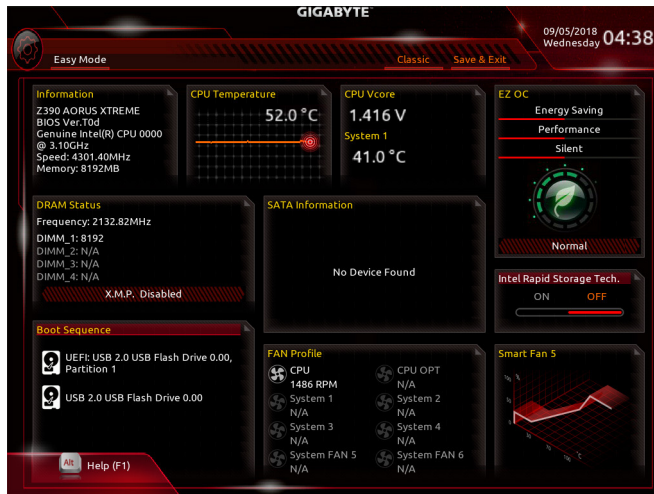 GIGABYTE
09/05/2018
Wednesday
04:38
Easy Mode
Classic
Save & Exit
Information
Z390 AORUS XTREME
BIOS Ver.T0d
Genuine Intel(R) CPU 0000
@ 3.10GHz
Speed: 4301.40MHz
Memory: 8192MB
CPU Temperature
52.0 °C
CPU Vcore
1.416 V
System 1
41.0 °C
EZ OC
Energy Saving
Performance
Silent
Normal
DRAM Status
Frequency: 2132.82MHz
DIMM_1: 8192
DIMM_2: N/A
DIMM_3: N/A
DIMM_4: N/A
X.M.P. Disabled
SATA Information
No Device Found
Intel Rapid Storage Tech.
ON
OFF
Boot Sequence
UEFI: USB 2.0 USB Flash Drive 0.00,
Partition 1
USB 2.0 USB Flash Drive 0.00
FAN Profile
CPU
1486 RPM
CPU OPT
N/A
System 1
N/A
System 2
N/A
System 3
N/A
System 4
N/A
System FAN 5
N/A
System FAN 6
N/A
Smart Fan 5
100
°
50
0
50
100
°C
Alt
Help (F1)